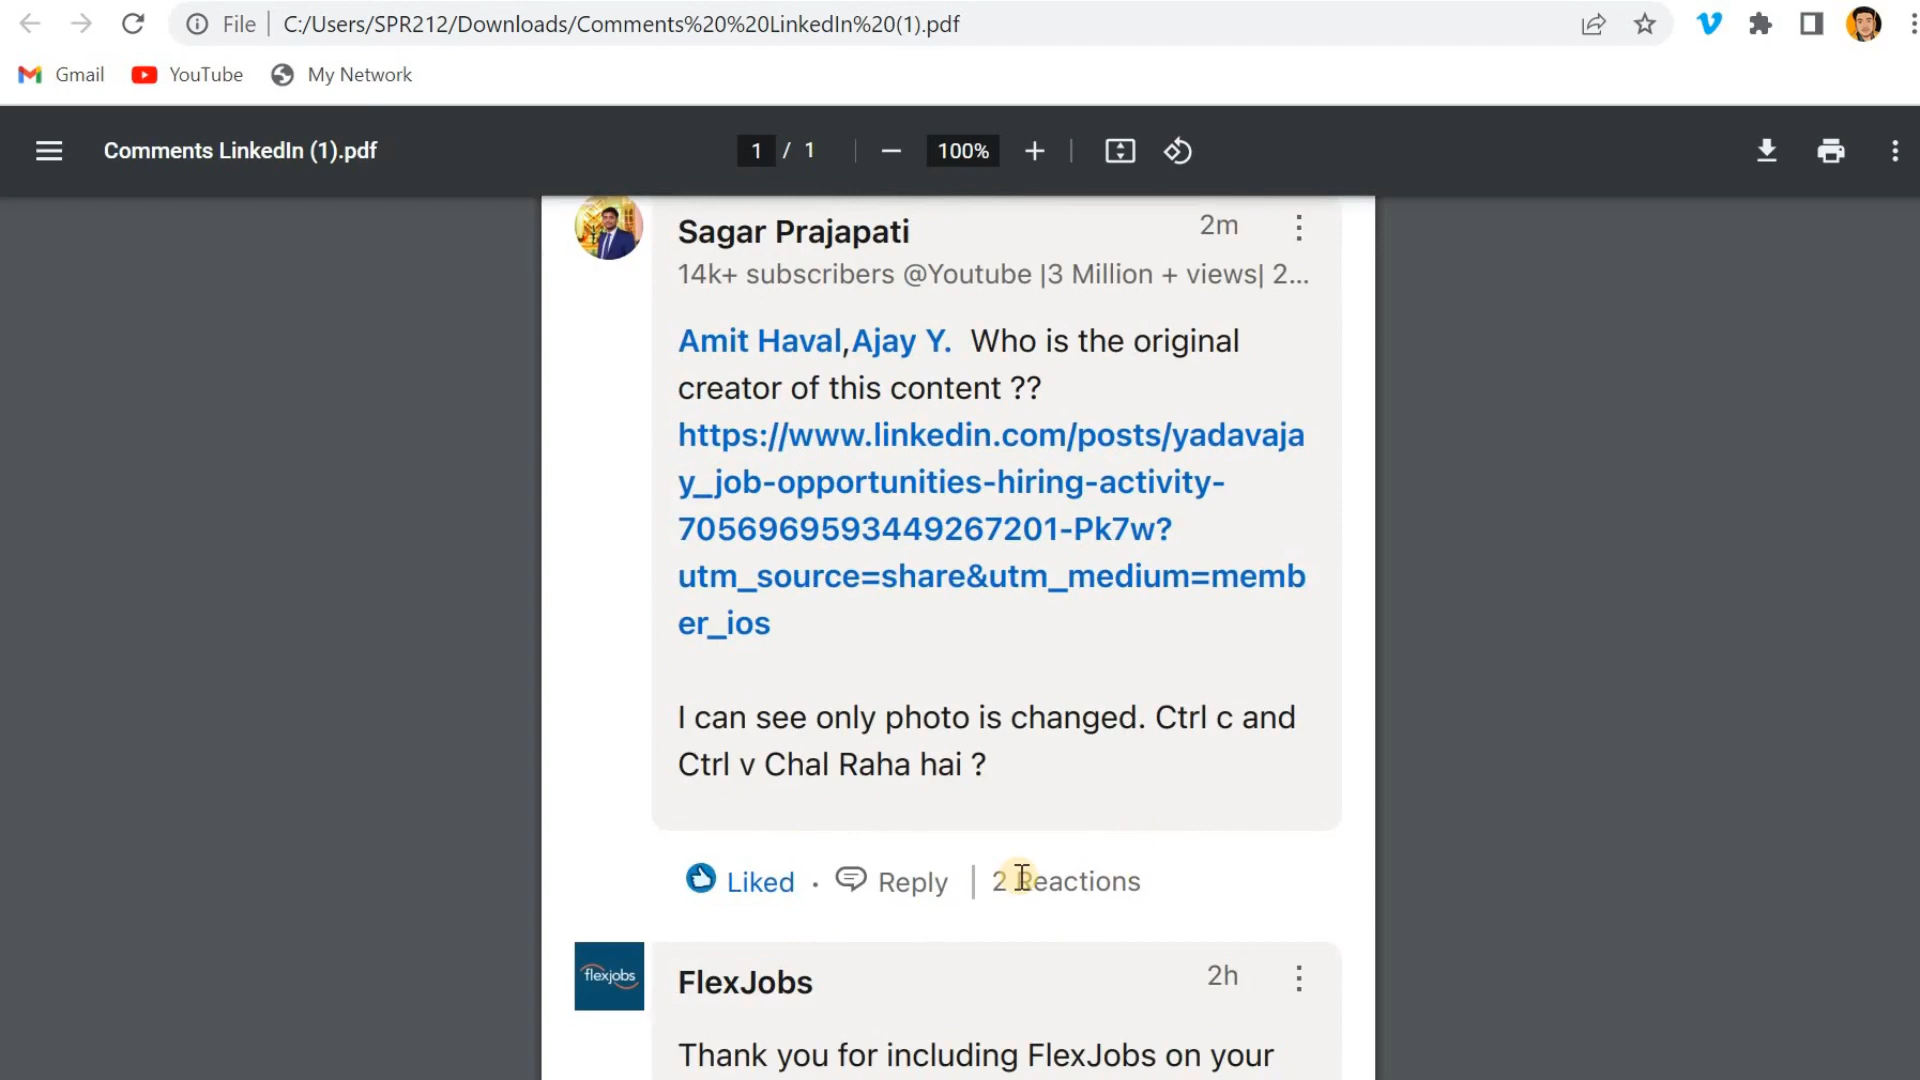 File | C:/Users/SPR212/Downloads/Comments%20%20LinkedIn%20(1).pdf
Gmail YouTube My Network
Comments LinkedIn (1).pdf 1 / 1 100%
Sagar Prajapati 2m
14k+ subscribers @Youtube |3 Million + views| 2...
Amit Haval,Ajay Y. Who is the original
creator of this content ??
https://www.linkedin.com/posts/yadavaja
y_job-opportunities-hiring-activity-
7056969593449267201-Pk7w?
utm_source=share&utm_medium=memb
er_ios
I can see only photo is changed. Ctrl c and
Ctrl v Chal Raha hai ?
Liked · Reply | 2 Reactions
flexjobs
FlexJobs 2h
Thank you for including FlexJobs on your